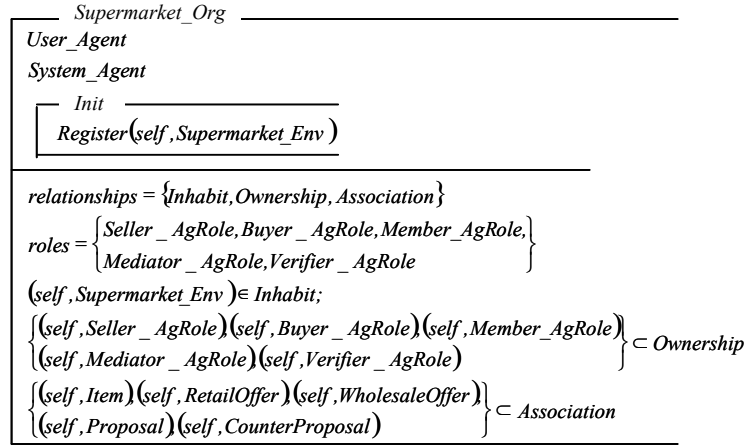 Supermarket_Org
User_Agent
System_Agent
Init
Register(self,Supermarket_Env)
relationships = {Inhabit,Ownership,Association}
roles = {Seller_AgRole,Buyer_AgRole,Member_AgRole,
Mediator_AgRole,Verifier_AgRole}
(self,Supermarket_Env)∈ Inhabit;
{(self,Seller_AgRole),(self,Buyer_AgRole),(self,Member_AgRole)
(self,Mediator_AgRole),(self,Verifier_AgRole)} ⊂ Ownership
{(self,Item),(self,RetailOffer),(self,WholesaleOffer),
(self,Proposal),(self,CounterProposal)} ⊂ Association